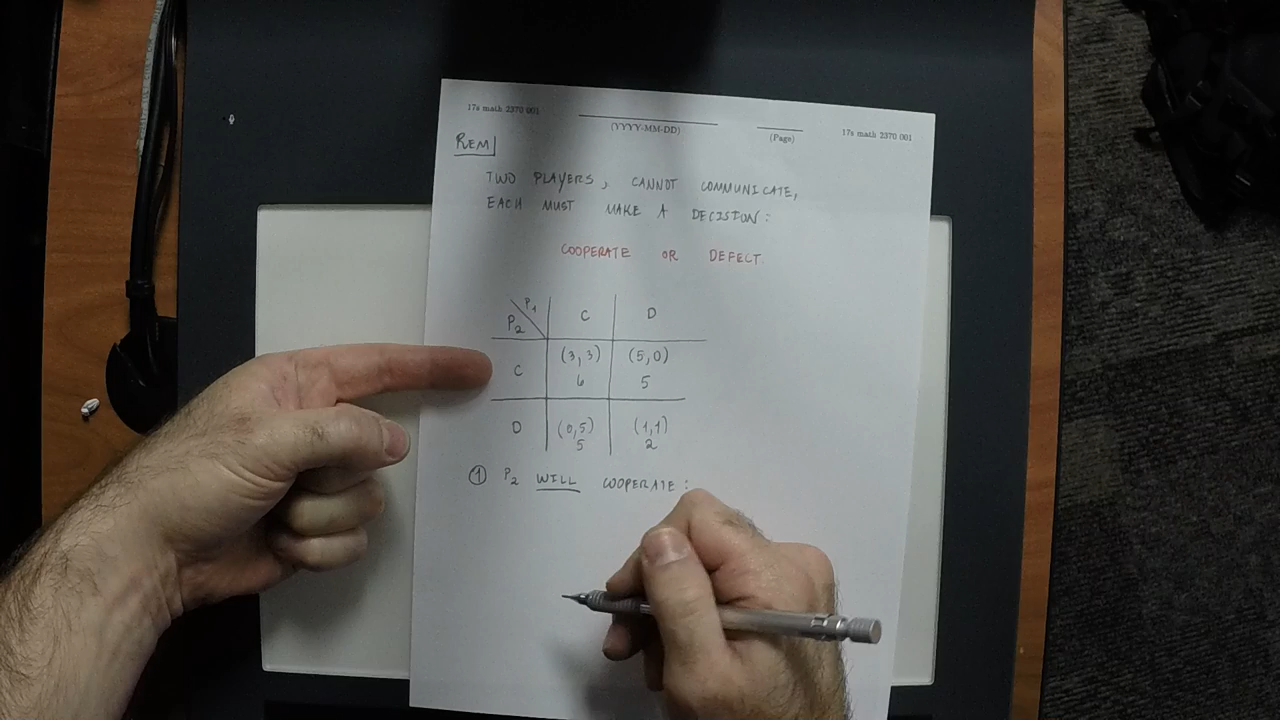 17s math 2370 001
(YYYY-MM-DD)
(Page)
17s math 2370 001
REM
TWO PLAYERS, CANNOT COMMUNICATE,
EACH MUST MAKE A DECISION:
COOPERATE OR DEFECT.
P1
P2
C D
C (3,3) (5,0)
6 5
D (0,5) (1,1)
5 2
① P2 WILL COOPERATE: